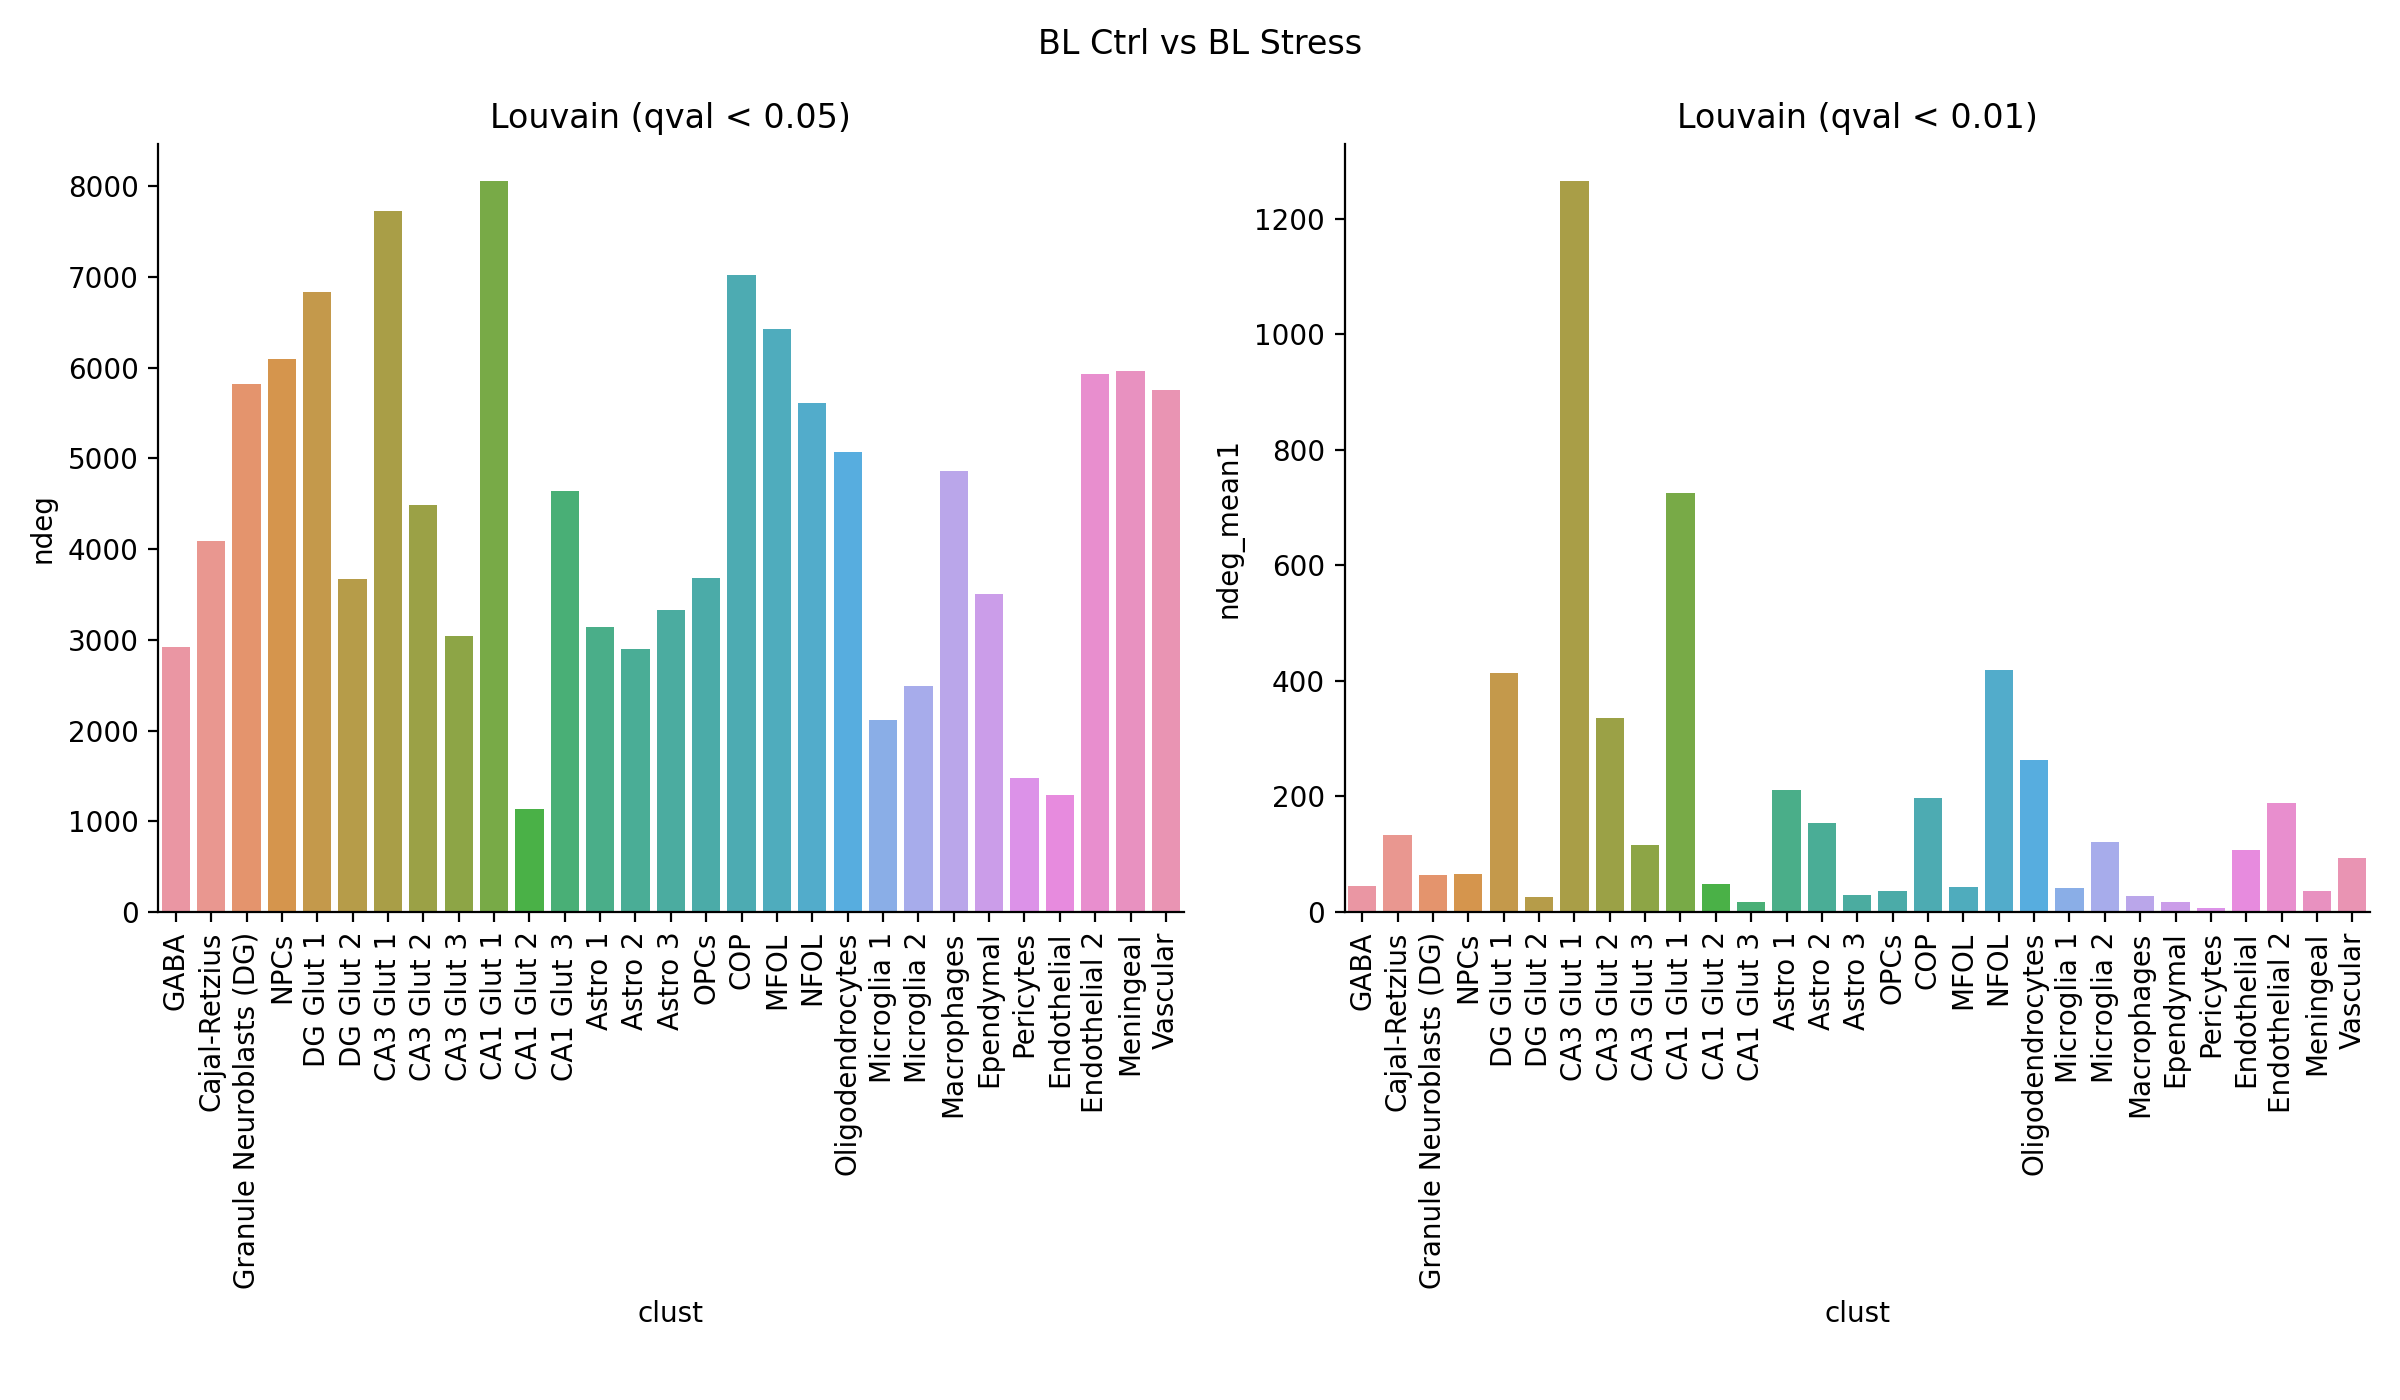 BL Ctrl vs BL Stress
Louvain (qval < 0.05)
ndeg
8000
7000
6000
5000
4000
3000
2000
1000
0
GABA
Cajal-Retzius
Granule Neuroblasts (DG)
NPCs
DG Glut 1
DG Glut 2
CA3 Glut 1
CA3 Glut 2
CA3 Glut 3
CA1 Glut 1
CA1 Glut 2
CA1 Glut 3
Astro 1
Astro 2
Astro 3
OPCs
COP
MFOL
NFOL
Oligodendrocytes
Microglia 1
Microglia 2
Macrophages
Ependymal
Pericytes
Endothelial
Endothelial 2
Meningeal
Vascular
clust
Louvain (qval < 0.01)
ndeg_mean1
1200
1000
800
600
400
200
0
GABA
Cajal-Retzius
Granule Neuroblasts (DG)
NPCs
DG Glut 1
DG Glut 2
CA3 Glut 1
CA3 Glut 2
CA3 Glut 3
CA1 Glut 1
CA1 Glut 2
CA1 Glut 3
Astro 1
Astro 2
Astro 3
OPCs
COP
MFOL
NFOL
Oligodendrocytes
Microglia 1
Microglia 2
Macrophages
Ependymal
Pericytes
Endothelial
Endothelial 2
Meningeal
Vascular
clust